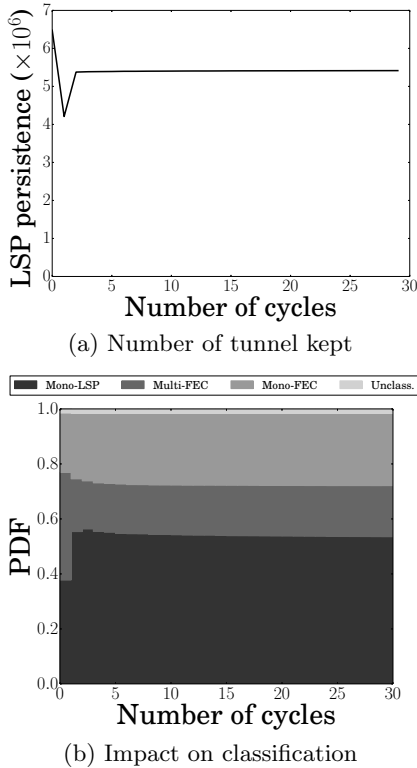 7
6
5
4
3
2
1
0
LSP persistence (×10⁶)
0 5 10 15 20 25 30
Number of cycles
(a) Number of tunnel kept
Mono-LSP Multi-FEC Mono-FEC Unclass.
1.0
0.8
0.6
0.4
0.2
0.0
PDF
0 5 10 15 20 25 30
Number of cycles
(b) Impact on classification